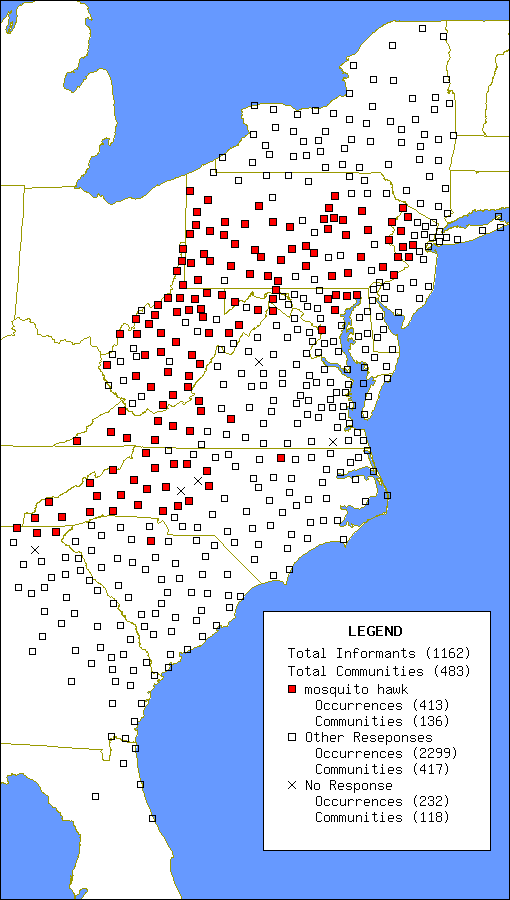 LEGEND
Total Informants (1162)
Total Communities (483)
mosquito hawk
Occurrences (413)
Communities (136)
Other Reseponses
Occurrences (2299)
Communities (417)
No Response
Occurrences (232)
Communities (118)